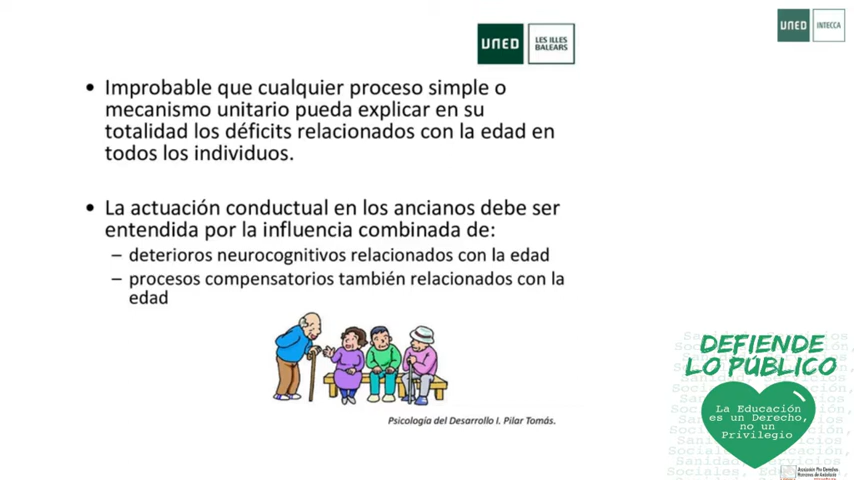 UNED
LES ILLES
BALEARS
UNED
INTECCA
• Improbable que cualquier proceso simple o
mecanismo unitario pueda explicar en su
totalidad los déficits relacionados con la edad en
todos los individuos.
• La actuación conductual en los ancianos debe ser
entendida por la influencia combinada de:
– deterioros neurocognitivos relacionados con la edad
– procesos compensatorios también relacionados con la
edad
Psicología del Desarrollo I. Pilar Tomás.
DEFIENDE
LO PÚBLICO
La Educación
es un Derecho,
no un
Privilegio